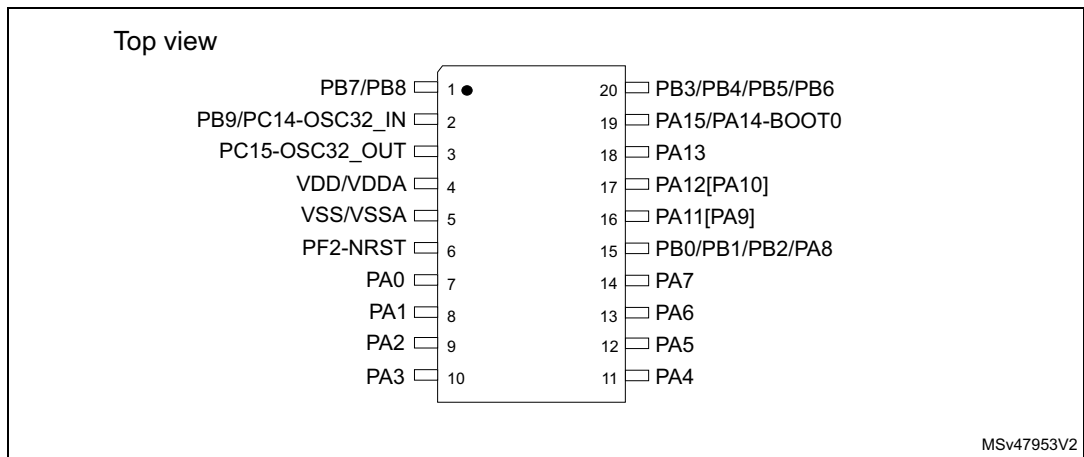 Top view
PB7/PB8 1 20 PB3/PB4/PB5/PB6
PB9/PC14-OSC32_IN 2 19 PA15/PA14-BOOT0
PC15-OSC32_OUT 3 18 PA13
VDD/VDDA 4 17 PA12[PA10]
VSS/VSSA 5 16 PA11[PA9]
PF2-NRST 6 15 PB0/PB1/PB2/PA8
PA0 7 14 PA7
PA1 8 13 PA6
PA2 9 12 PA5
PA3 10 11 PA4
MSv47953V2